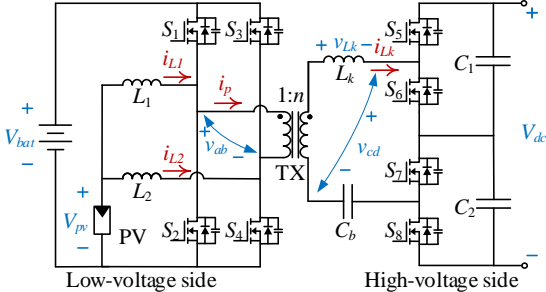 S1 S3 S5
+ vLk − iLk +
iL1 Lk C1
L1 ip 1:n S6
+ + +
Vbat vab − vcd Vdc
− iL2 TX S7
L2 −
+ C2
Vpv PV S2 S4 Cb S8
− −
Low-voltage side High-voltage side